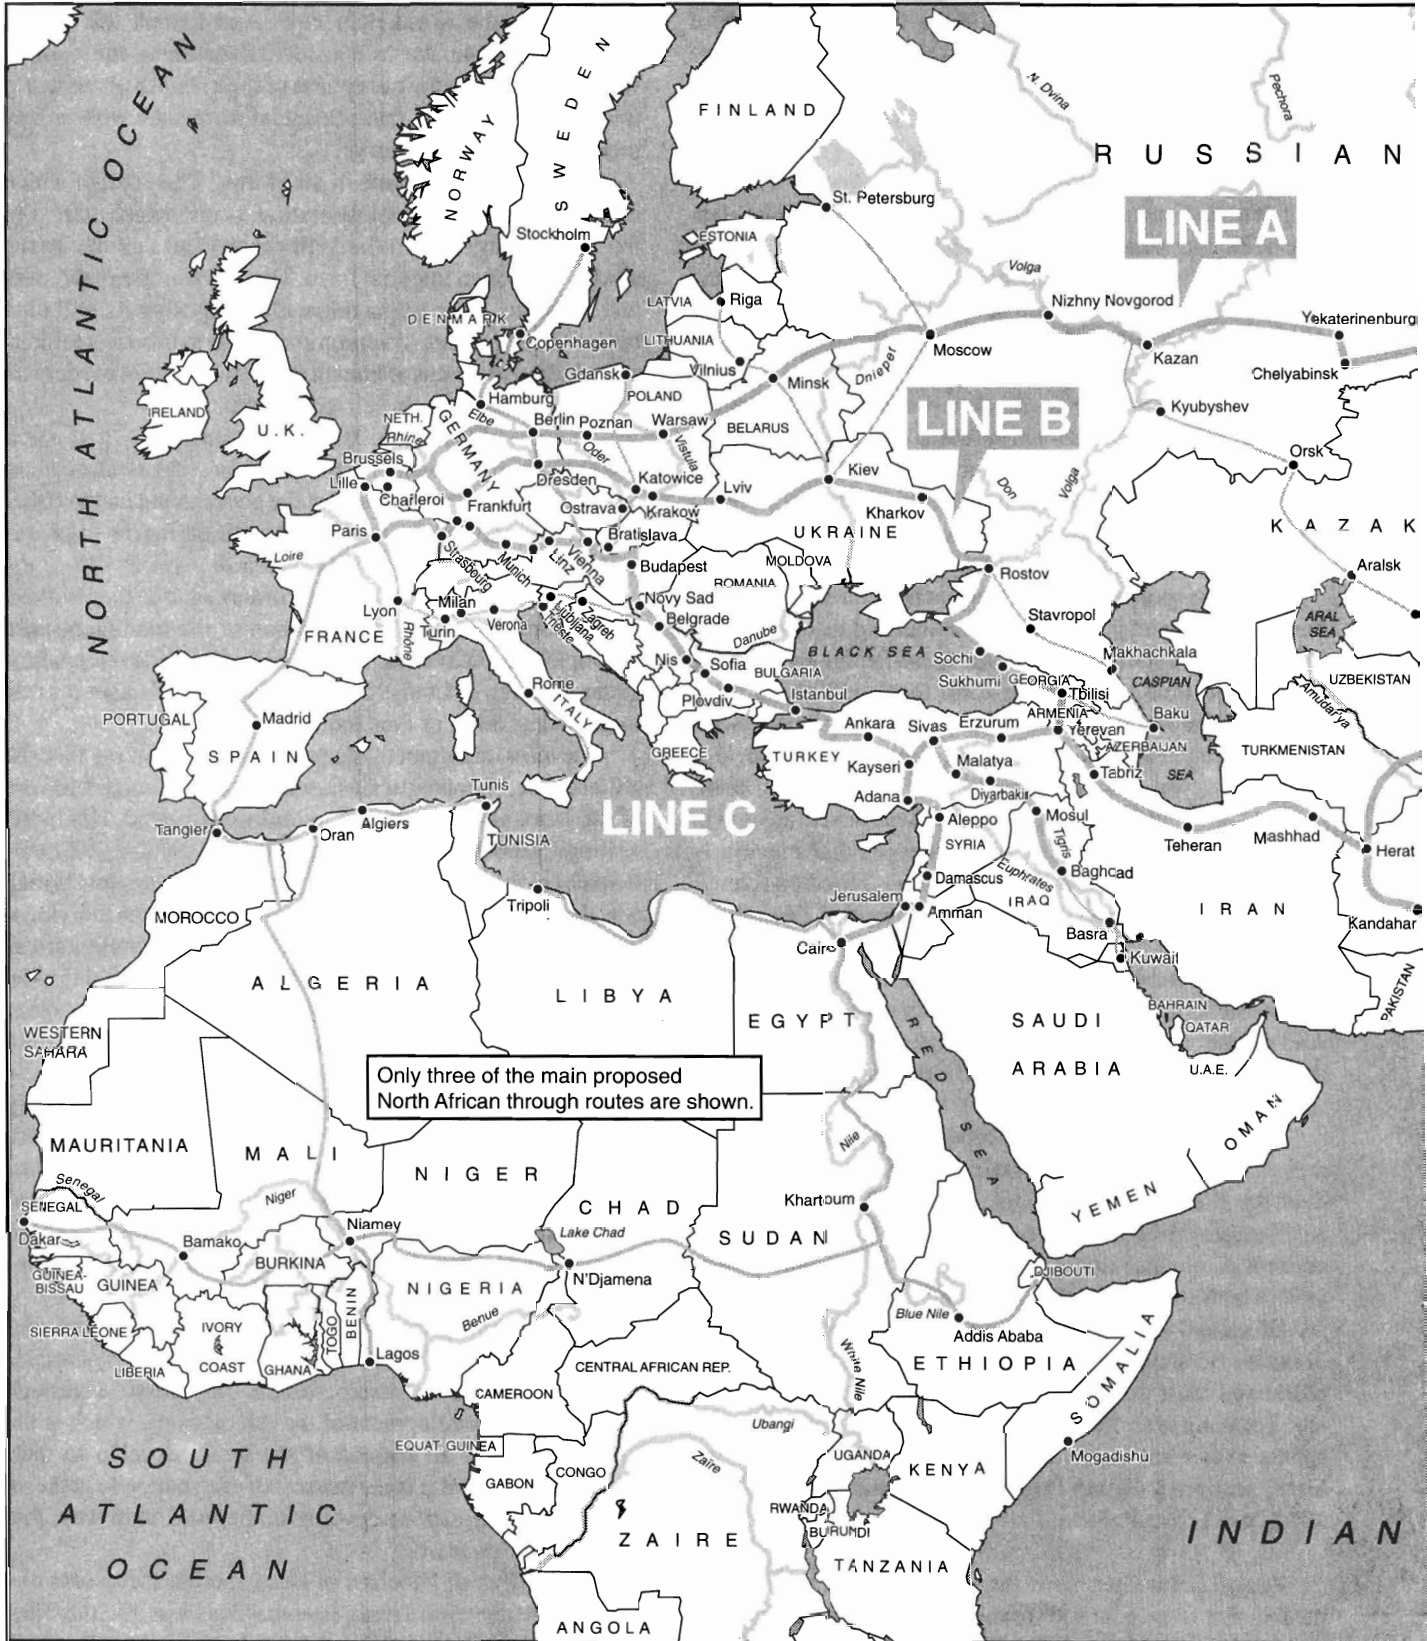 NORTH ATLANTIC OCEAN
NORWAY
SWEDEN
FINLAND
N. Dvina
Pechora
RUSSIAN
St. Petersburg
Stockholm
ESTONIA
LINE A
Volga
LATVIA
Riga
Nizhny Novgorod
DENMARK
Copenhagen
LITHUANIA
Yekaterinenburg
Moscow
Kazan
Vilnius
Gdansk
Minsk
Dnieper
Chelyabinsk
Hamburg
POLAND
IRELAND
U.K.
NETH.
Elbe
Berlin
Poznan
Warsaw
BELARUS
LINE B
Kyubyshev
Rhine
GERMANY
Oder
Vistula
Brussels
Lille
Charleroi
Dresden
Katowice
Kiev
Orsk
Don
Volga
Frankfurt
Ostrava
Krakow
Lviv
Kharkov
KAZAK
Paris
Loire
Strasbourg
Munich
Linz
Vienna
Bratislava
UKRAINE
Budapest
MOLDOVA
ROMANIA
Rostov
Aralsk
Lyon
Milan
Turin
Verona
Trieste
Ljubljana
Zagreb
Novy Sad
Belgrade
Danube
Stavropol
ARAL
SEA
FRANCE
Rhône
Nis
Sofia
BULGARIA
BLACK SEA
Sochi
Sukhumi
GEORGIA
Makhachkala
CASPIAN
SEA
UZBEKISTAN
Amudarya
Rome
ITALY
Plovdiv
Istanbul
Tbilisi
PORTUGAL
Madrid
SPAIN
ARMENIA
Baku
Ankara
Sivas
Erzurum
Yerevan
AZERBAIJAN
TURKMENISTAN
GREECE
TURKEY
Kayseri
Malatya
Diyarbakir
Tabriz
Tunis
Adana
Tangier
Oran
Algiers
LINE C
Aleppo
Mosul
Teheran
Mashhad
Herat
TUNISIA
SYRIA
Tigris
Euphrates
Damascus
Baghdad
Tripoli
Jerusalem
Amman
IRAQ
IRAN
MOROCCO
Cairo
Basra
Kandahar
Kuwait
ALGERIA
LIBYA
EGYPT
SAUDI
ARABIA
BAHRAIN
QATAR
PAKISTAN
WESTERN
SAHARA
RED SEA
U.A.E.
OMAN
Only three of the main proposed
North African through routes are shown.
MAURITANIA
MALI
NIGER
CHAD
Nile
YEMEN
Senegal
SENEGAL
Dakar
Niger
Niamey
Lake Chad
Khartoum
SUDAN
Bamako
BURKINA
N'Djamena
DJIBOUTI
GUINEA-
BISSAU
GUINEA
NIGERIA
Benue
Blue Nile
Addis Ababa
SIERRA LEONE
IVORY
COAST
GHANA
TOGO
BENIN
Lagos
LIBERIA
CAMEROON
CENTRAL AFRICAN REP.
White Nile
ETHIOPIA
SOMALIA
Ubangi
EQUAT. GUINEA
GABON
CONGO
Zaire
UGANDA
KENYA
Mogadishu
RWANDA
BURUNDI
ZAIRE
TANZANIA
ANGOLA
SOUTH
ATLANTIC
OCEAN
INDIAN